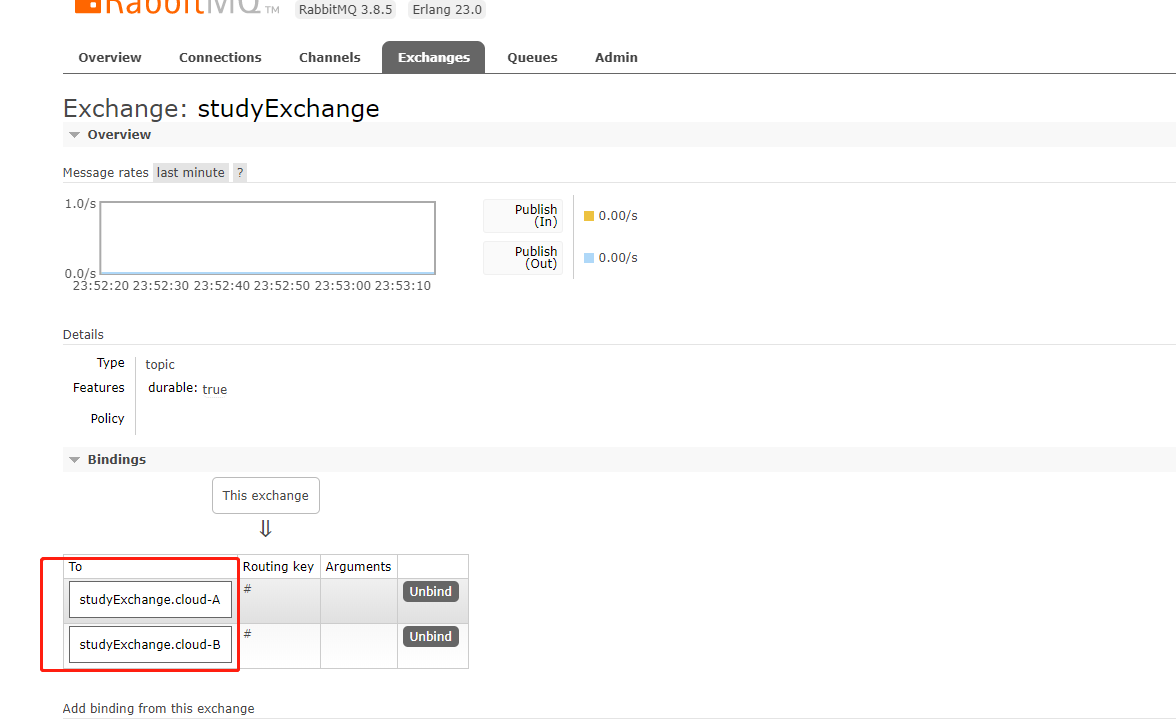 RabbitMQ TM RabbitMQ 3.8.5 Erlang 23.0
Overview Connections Channels Exchanges Queues Admin
Exchange: studyExchange
Overview
Message rates last minute ?
1.0/s
0.0/s
23:52:20 23:52:30 23:52:40 23:52:50 23:53:00 23:53:10
Publish
(In)
0.00/s
Publish
(Out)
0.00/s
Details
Type topic
Features durable: true
Policy
Bindings
This exchange
⇓
To Routing key Arguments
studyExchange.cloud-A # Unbind
studyExchange.cloud-B # Unbind
Add binding from this exchange